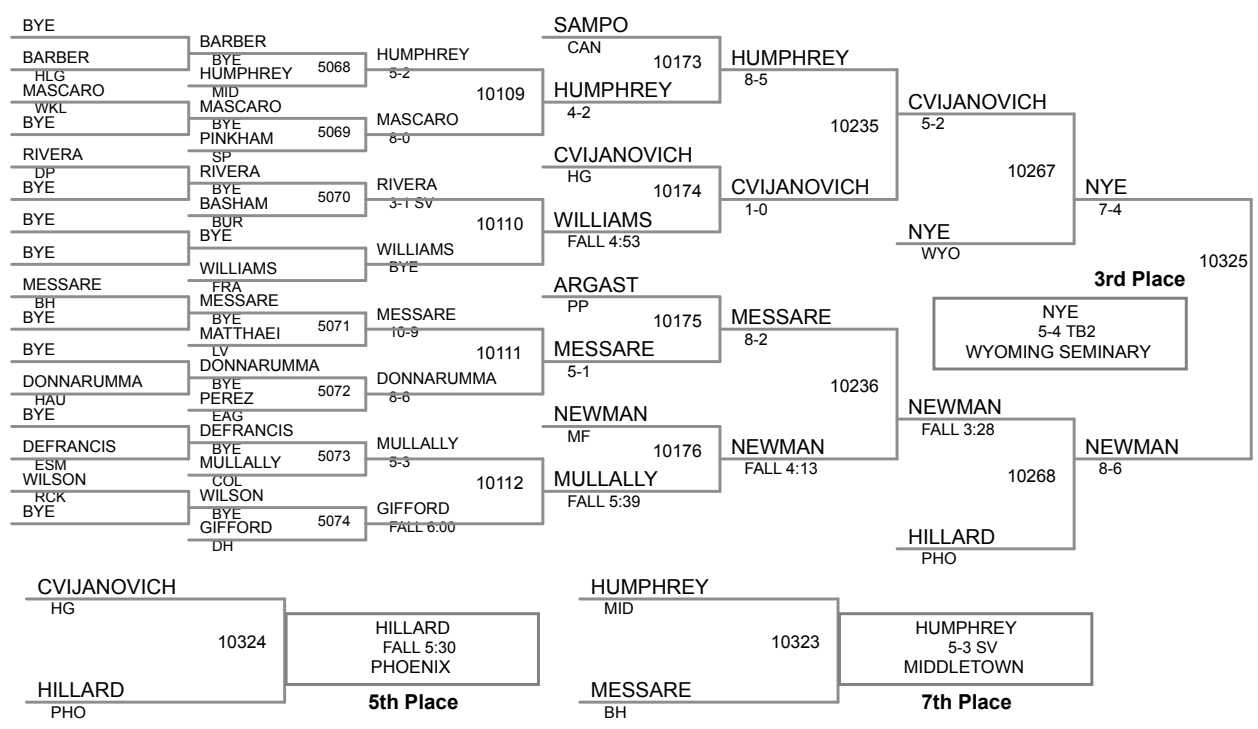 BYE
BARBER
HLG
MASCARO
WKL
BYE
RIVERA
DP
BYE
BYE
BYE
MESSARE
BH
BYE
BYE
DONNARUMMA
HAU
BYE
DEFRANCIS
ESM
WILSON
RCK
BYE
BARBER
BYE
5068
HUMPHREY
MID
MASCARO
BYE
5069
PINKHAM
SP
RIVERA
BYE
5070
BASHAM
BUR
BYE
WILLIAMS
FRA
MESSARE
BYE
5071
MATTHAEI
LV
DONNARUMMA
BYE
5072
PEREZ
EAG
DEFRANCIS
BYE
5073
MULLALLY
COL
WILSON
BYE
5074
GIFFORD
DH
HUMPHREY
5-2
10109
MASCARO
8-0
RIVERA
3-1 SV
10110
WILLIAMS
BYE
MESSARE
10-9
10111
DONNARUMMA
8-6
MULLALLY
5-3
10112
GIFFORD
FALL 6:00
SAMPO
CAN
10173
HUMPHREY
4-2
CVIJANOVICH
HG
10174
WILLIAMS
FALL 4:53
ARGAST
PP
10175
MESSARE
5-1
NEWMAN
MF
10176
MULLALLY
FALL 5:39
HUMPHREY
8-5
10235
CVIJANOVICH
1-0
MESSARE
8-2
10236
NEWMAN
FALL 4:13
CVIJANOVICH
5-2
10267
NYE
WYO
NEWMAN
FALL 3:28
10268
HILLARD
PHO
NYE
7-4
10325
NEWMAN
8-6
3rd Place
NYE
5-4 TB2
WYOMING SEMINARY
CVIJANOVICH
HG
10324
HILLARD
PHO
HILLARD
FALL 5:30
PHOENIX
5th Place
HUMPHREY
MID
10323
MESSARE
BH
HUMPHREY
5-3 SV
MIDDLETOWN
7th Place